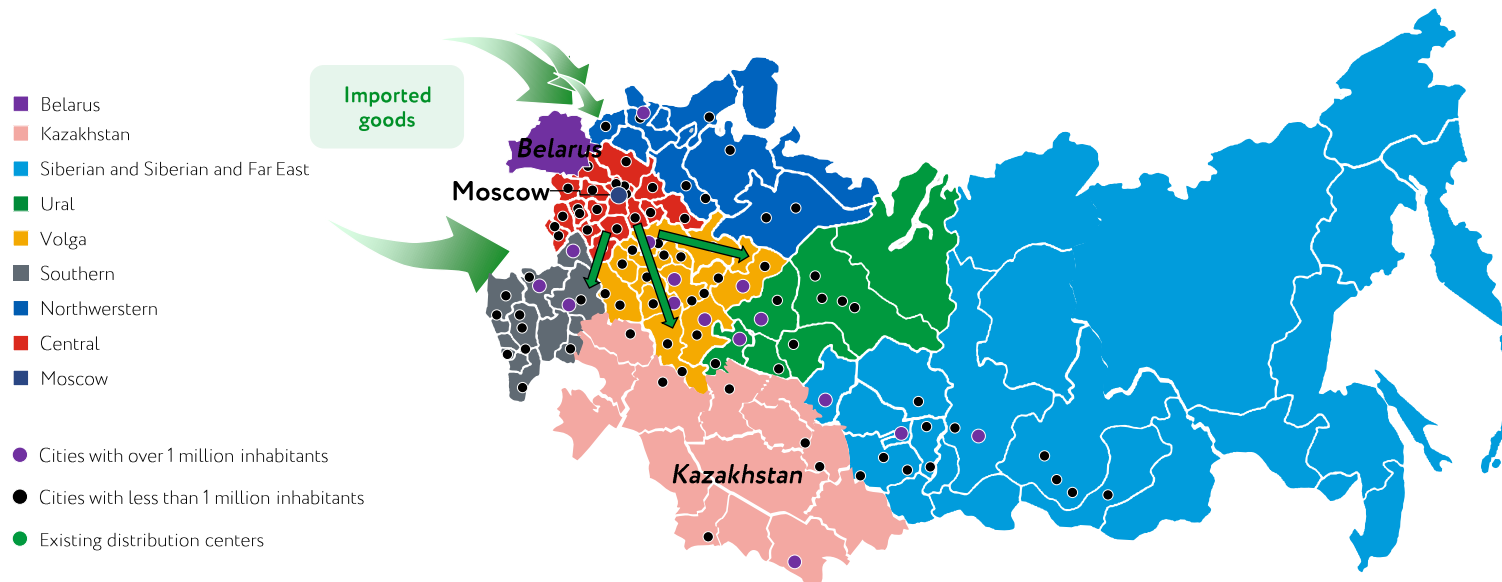 Imported
goods
Belarus
Kazakhstan
Siberian and Siberian and Far East
Ural
Volga
Southern
Northwerstern
Central
Moscow
Cities with over 1 million inhabitants
Cities with less than 1 million inhabitants
Existing distribution centers
Belarus
Moscow
Kazakhstan